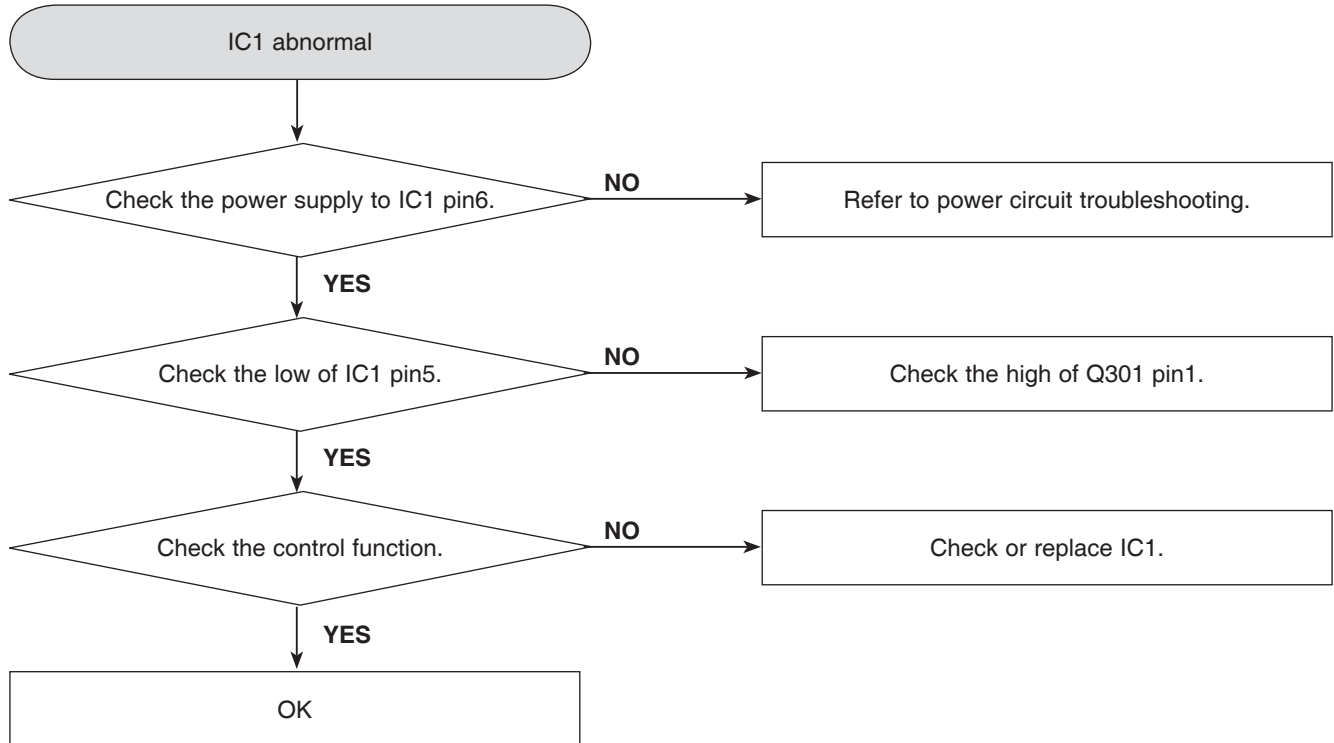 IC1 abnormal
Check the power supply to IC1 pin6.
NO
Refer to power circuit troubleshooting.
YES
Check the low of IC1 pin5.
NO
Check the high of Q301 pin1.
YES
Check the control function.
NO
Check or replace IC1.
YES
OK